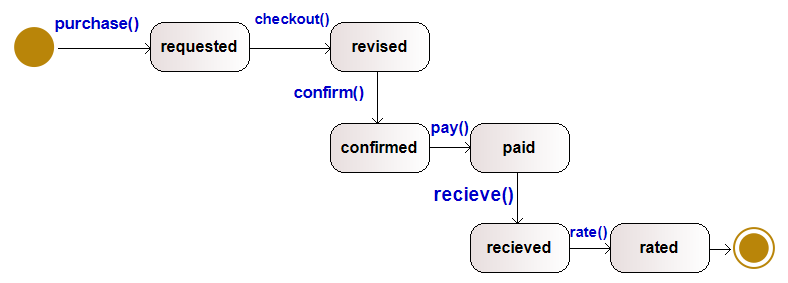 purchase()
requested
checkout()
revised
confirm()
confirmed
pay()
paid
recieve()
recieved
rate()
rated